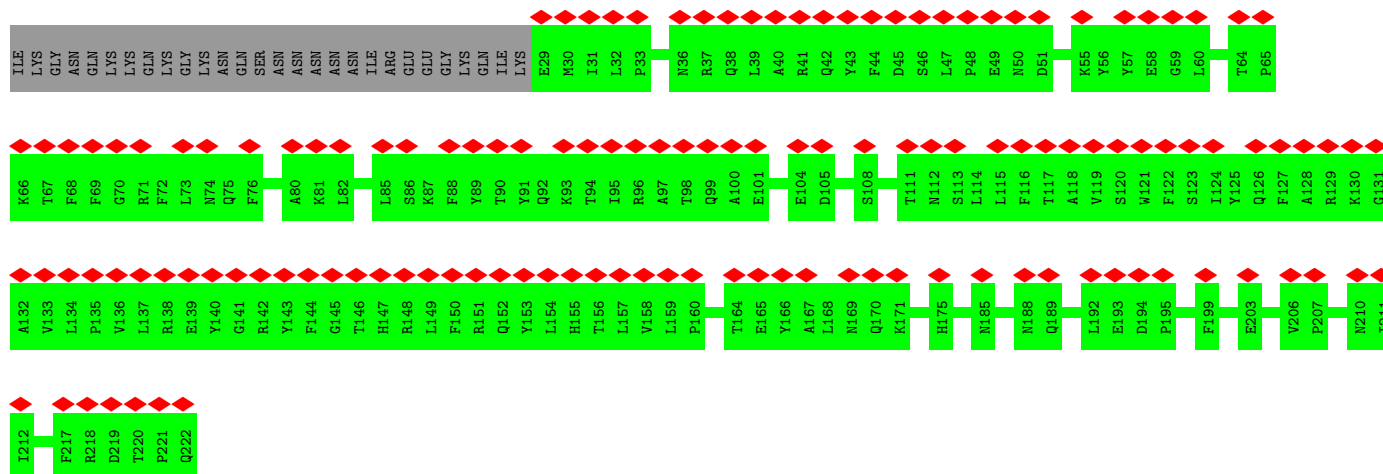 ILE LYS GLY ASN GLN LYS LYS GLN LYS GLY LYS ASN GLN SER ASN ASN ASN ASN ASN ILE ARG GLU GLU GLY LYS GLN ILE LYS E29 M30 I31 L32 P33 N36 R37 Q38 L39 A40 R41 Q42 Y43 F44 D45 S46 L47 P48 E49 N50 D51 K55 Y56 Y57 E58 G59 L60 T64 P65
K66 T67 F68 F69 G70 R71 F72 L73 N74 Q75 F76 A80 K81 L82 L85 S86 K87 F88 Y89 T90 Y91 Q92 K93 T94 I95 R96 A97 T98 Q99 A100 E101 E104 D105 S108 T111 N112 S113 L114 L115 F116 T117 A118 V119 S120 W121 F122 S123 I124 Y125 Q126 F127 A128 R129 K130 G131
A132 V133 L134 P135 V136 L137 R138 E139 Y140 G141 R142 Y143 F144 G145 T146 H147 R148 L149 F150 R151 Q152 Y153 L154 H155 T156 L157 V158 L159 P160 T164 E165 Y166 A167 L168 N169 Q170 K171 H175 N185 N188 Q189 L192 E193 D194 P195 F199 E203 V206 P207 N210 I211
I212 F217 R218 D219 T220 P221 Q222